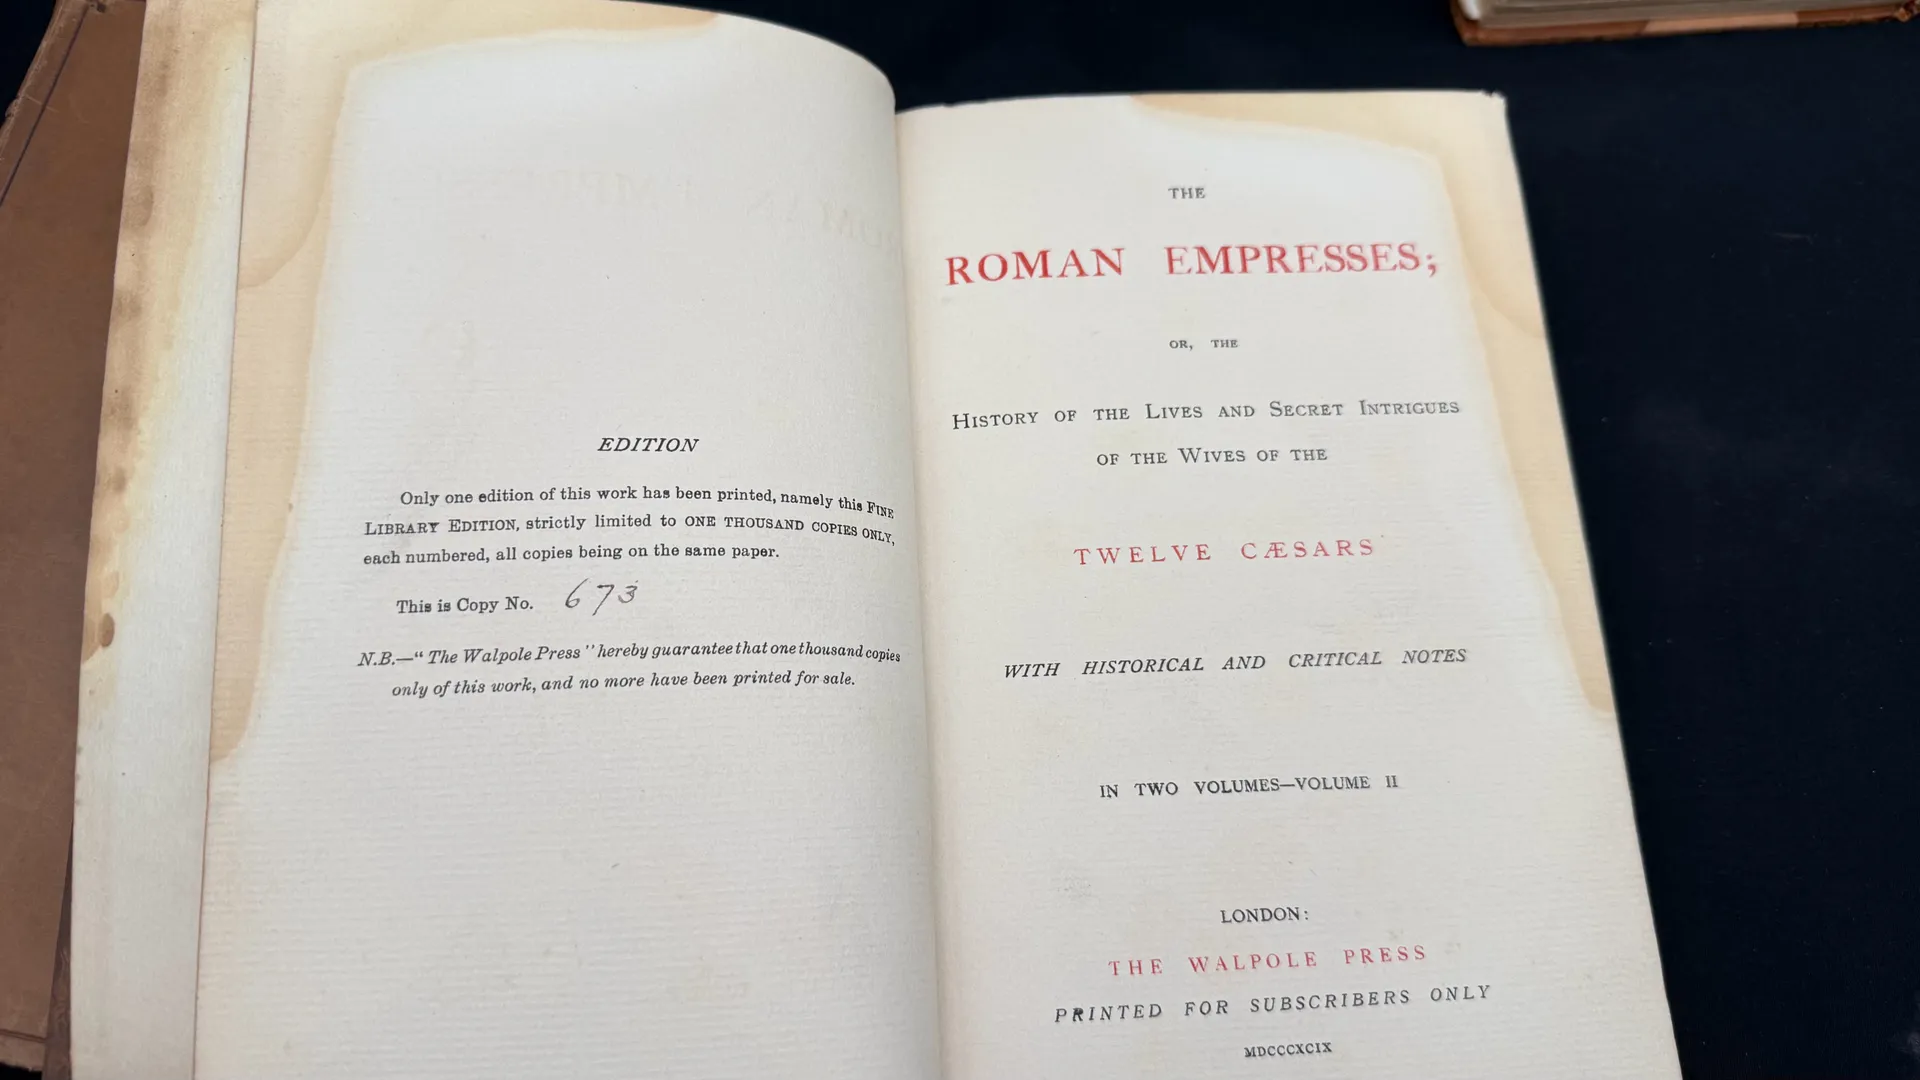 EDITION
Only one edition of this work has been printed, namely this FINE
LIBRARY EDITION, strictly limited to ONE THOUSAND COPIES ONLY,
each numbered, all copies being on the same paper.
This is Copy No. 673
N.B.—“ The Walpole Press ” hereby guarantee that one thousand copies
only of this work, and no more have been printed for sale.
THE
ROMAN EMPRESSES;
OR, THE
HISTORY OF THE LIVES AND SECRET INTRIGUES
OF THE WIVES OF THE
TWELVE CÆSARS
WITH HISTORICAL AND CRITICAL NOTES
IN TWO VOLUMES—VOLUME II
LONDON:
THE WALPOLE PRESS
PRINTED FOR SUBSCRIBERS ONLY
MDCCCXCIX